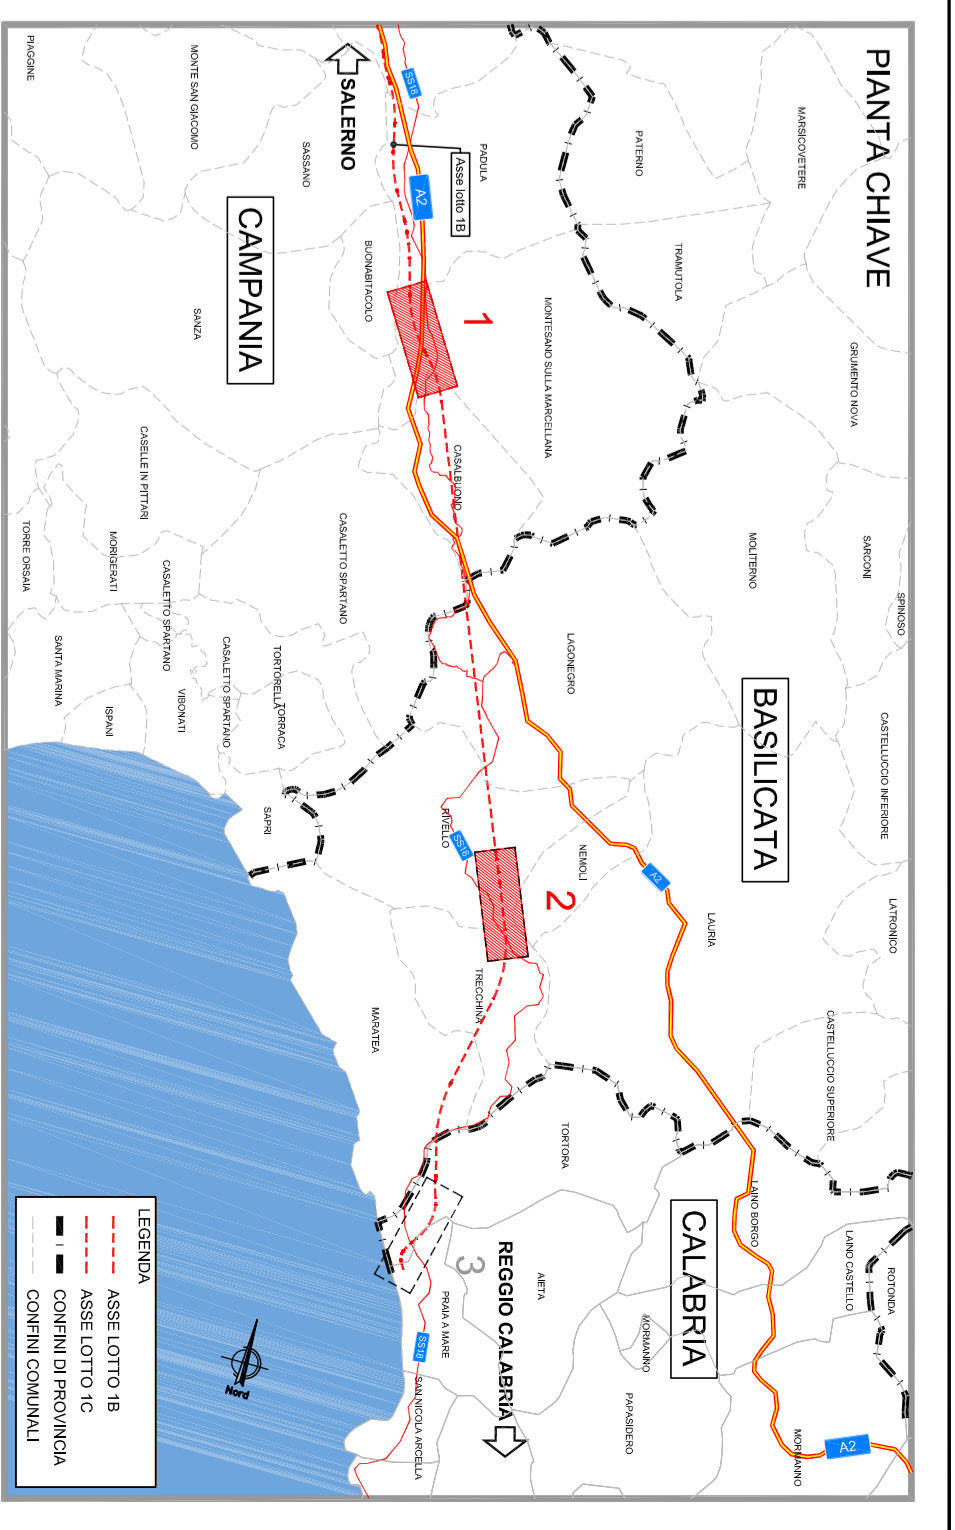 PIANTA CHIAVE
MARSICOVETERE
GRUMENTO NOVA
SARCONI
SPINOSO
CASTELLUCCIO INFERIORE
LATRONICO
CASTELLUCCIO SUPERIORE
LAINO CASTELLO
ROTONDA
PATERNO
TRAMUTOLA
MOLITERNO
BASILICATA
LAURIA
A2
LAINO BORGO
MORMANNO
A2
CALABRIA
MORMANNO
PAPASIDERO
PADULA
MONTESANO SULLA MARCELLANA
LAGONEGRO
NEMOLI
TORTORA
AIETA
SS18
Asse lotto 1B
A2
1
CASALBUONO
RIVELLO
SS18
2
TRECCHINA
3
REGGIO CALABRIA
PRAIA A MARE
SS18
SAN NICOLA ARCELLA
SALERNO
SASSANO
BUONABITACOLO
CASALETTO SPARTANO
MARATEA
CAMPANIA
MONTE SAN GIACOMO
SANZA
CASELLE IN PITTARI
TORTORELLA
TORRACA
SAPRI
CASALETTO SPARTANO
CASALETTO SPARTANO
VIBONATI
MORIGERATI
ISPANI
PIAGGINE
TORRE ORSAIA
SANTA MARINA
Nord
LEGENDA
ASSE LOTTO 1B
ASSE LOTTO 1C
CONFINI DI PROVINCIA
CONFINI COMUNALI